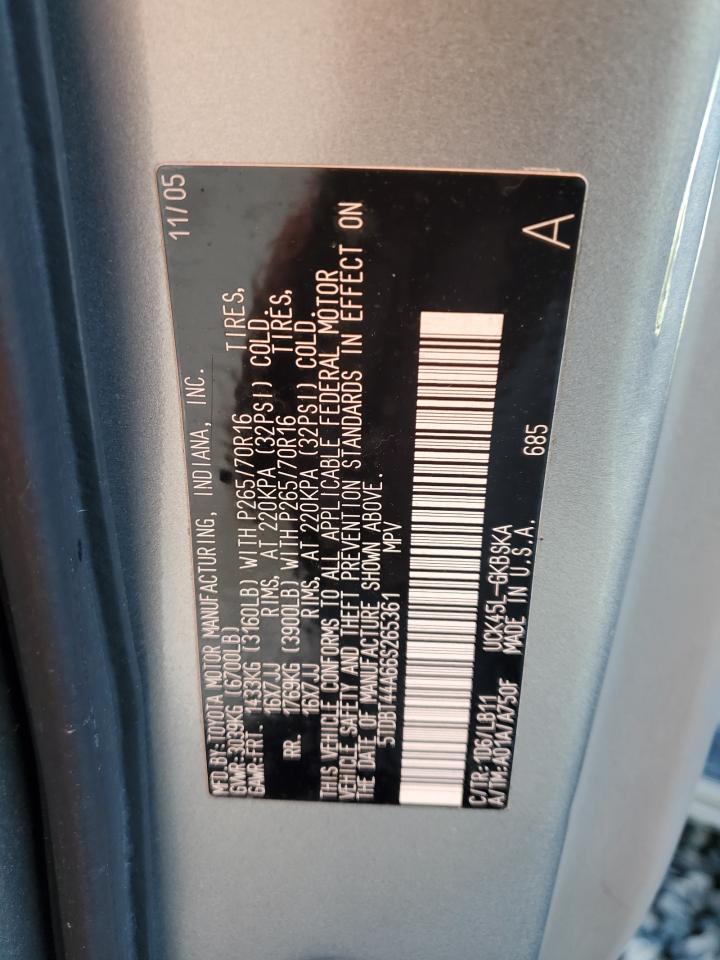 MFD.BY:TOYOTA MOTOR MANUFACTURING, INDIANA, INC. 11/05
GVWR:3039KG (6700LB)
GAWR:FRT 1433KG (3160LB) WITH P265/70R16 TIRES,
16X7JJ RIMS, AT 220KPA (32PSI) COLD.
RR. 1769KG (3900LB) WITH P265/70R16 TIRES,
16X7JJ RIMS, AT 220KPA (32PSI) COLD.
THIS VEHICLE CONFORMS TO ALL APPLICABLE FEDERAL MOTOR
VEHICLE SAFETY AND THEFT PREVENTION STANDARDS IN EFFECT ON
THE DATE OF MANUFACTURE SHOWN ABOVE.
5TDBT44A66S265361 MPV
C/TR:1D6/LB11 UCK45L-GKBSKA
A/TM:A01A/A750F MADE IN U.S.A. 685 A